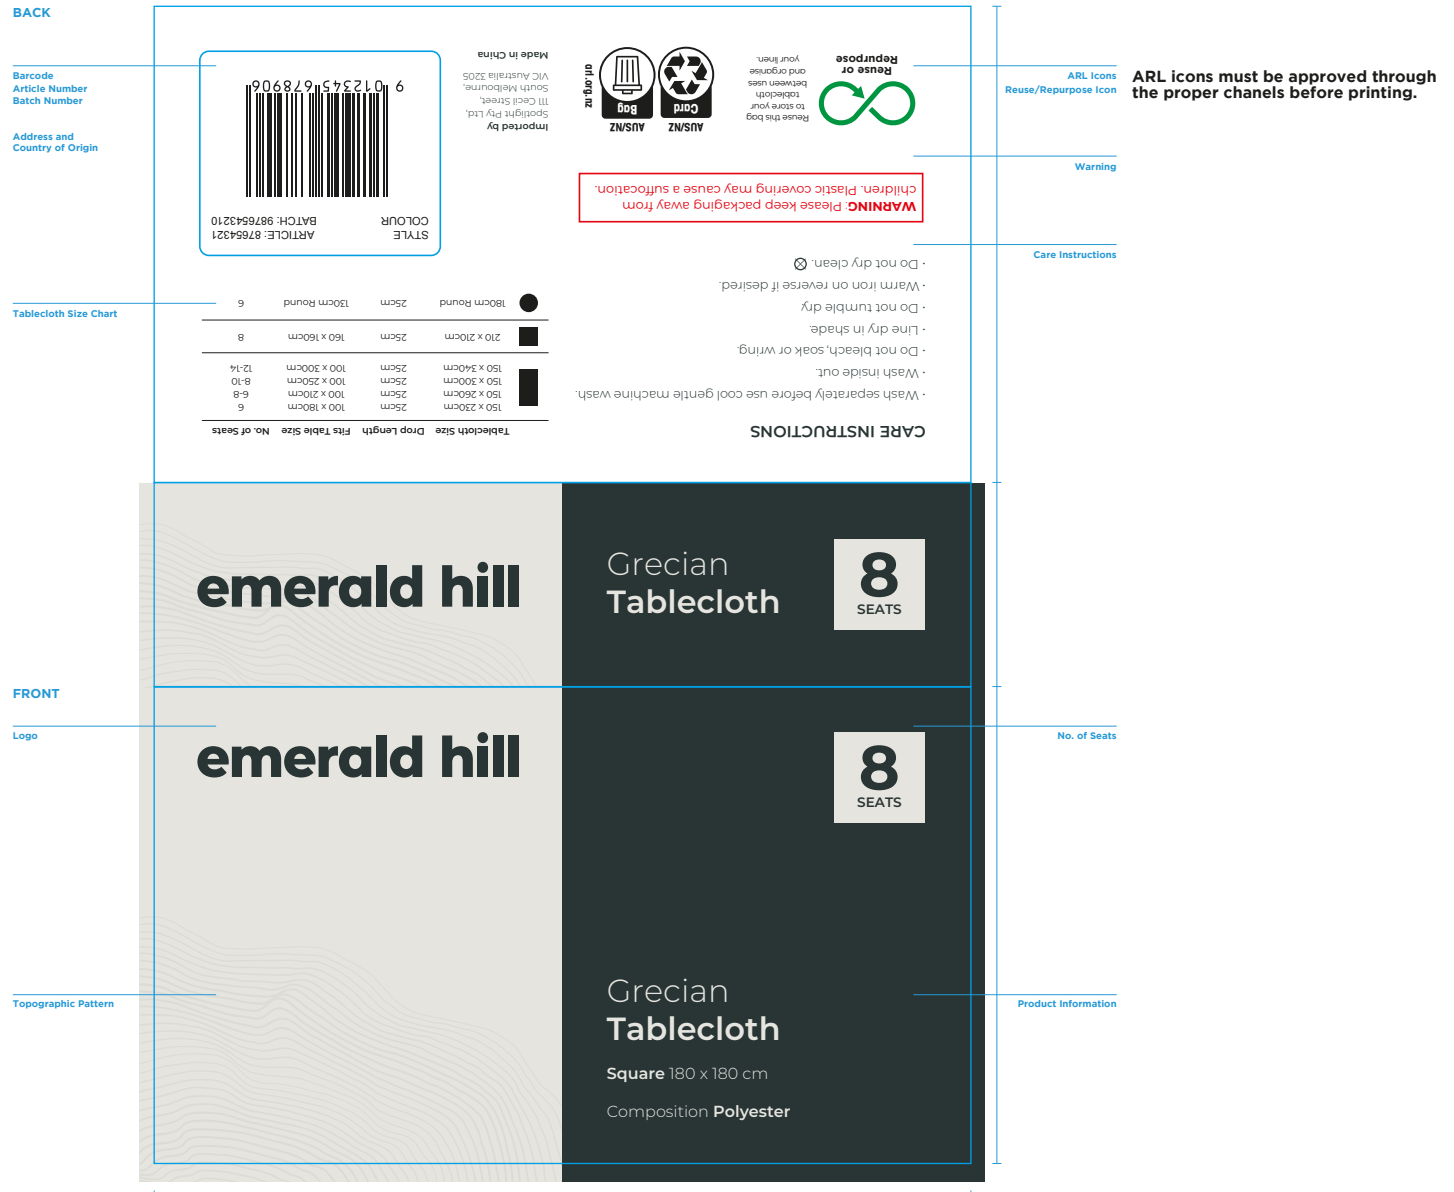 BACK
Barcode
Article Number
Batch Number
Address and
Country of Origin
Tablecloth Size Chart
ARL Icons
Reuse/Repurpose Icon
ARL icons must be approved through
the proper chanels before printing.
Warning
Care Instructions
CARE INSTRUCTIONS
• Wash separately before use cool gentle machine wash.
• Wash inside out.
• Do not bleach, soak or wring.
• Line dry in shade.
• Do not tumble dry
• Warm iron on reverse if desired.
• Do not dry clean.
WARNING: Please keep packaging away from
children. Plastic covering may cause a suffocation.
Reuse or
Repurpose
Reuse this bag
to store your
tablecloth
between uses
and organise
your linen.
AUS/NZ
Card
AUS/NZ
Bag
arl.org.nz
Tablecloth Size Drop Length Fits Table Size No. of Seats
150 x 230cm 25cm 100 x 180cm 6
150 x 260cm 25cm 100 x 210cm 6-8
150 x 300cm 25cm 100 x 250cm 8-10
150 x 340cm 25cm 100 x 300cm 12-14
210 x 210cm 25cm 160 x 160cm 8
180cm Round 25cm 130cm Round 6
STYLE ARTICLE: 87654321
COLOUR BATCH: 9876543210
9 012345 678906
Imported by
Spotlight Pty Ltd,
111 Cecil Street,
South Melbourne,
VIC Australia 3205
Made in China
emerald hill
Grecian
Tablecloth
8
SEATS
FRONT
Logo
Topographic Pattern
emerald hill
8
SEATS
No. of Seats
Grecian
Tablecloth
Square 180 x 180 cm
Composition Polyester
Product Information